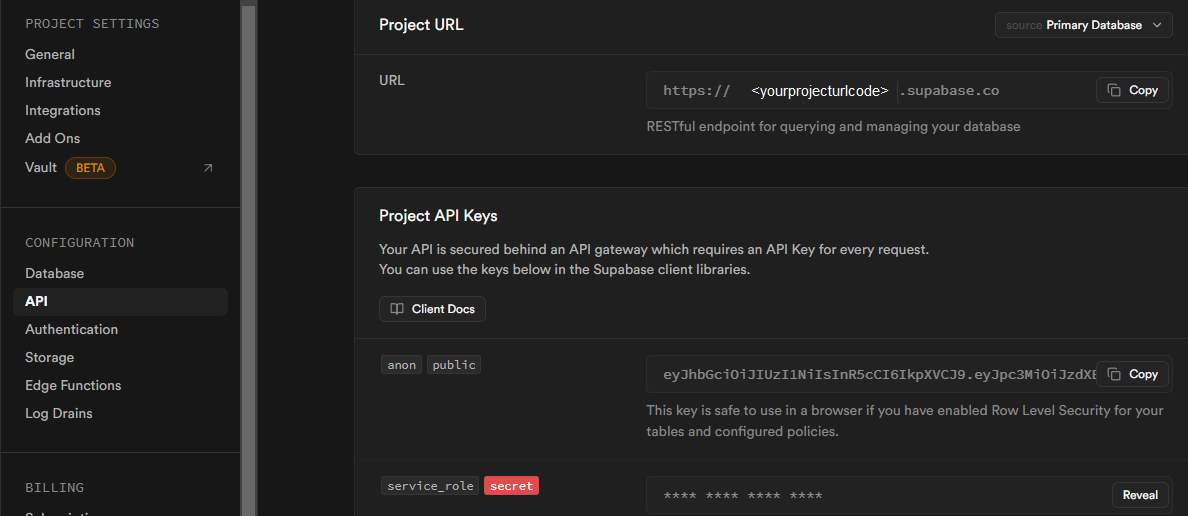 PROJECT SETTINGS
General
Infrastructure
Integrations
Add Ons
Vault BETA
CONFIGURATION
Database
API
Authentication
Storage
Edge Functions
Log Drains
BILLING
Project URL
source Primary Database
URL
https:// <yourprojecturlcode> .supabase.co
Copy
RESTful endpoint for querying and managing your database
Project API Keys
Your API is secured behind an API gateway which requires an API Key for every request.
You can use the keys below in the Supabase client libraries.
Client Docs
anon public
eyJhbGciOiJIUzI1NiIsInR5cCI6IkpXVCJ9.eyJpc3MiOiJzdXB
Copy
This key is safe to use in a browser if you have enabled Row Level Security for your
tables and configured policies.
service_role secret
**** **** **** ****
Reveal